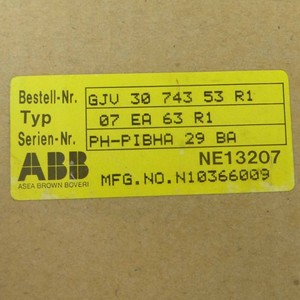 Bestell-Nr. GJV 30 743 53 R1
Typ 07 EA 63 R1
Serien-Nr. PH-PIBHA 29 BA
ABB NE13207
ASEA BROWN BOVERI MFG.NO.N10366009